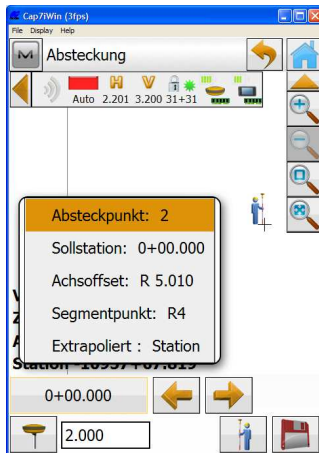 Cap7iWin (3fps)
File Display Help
M Absteckung
H V
Auto 2.201 3.200 31+31
Absteckpunkt: 2
Sollstation: 0+00.000
Achsoffset: R 5.010
Segmentpunkt: R4
Extrapoliert : Station
0+00.000
2.000